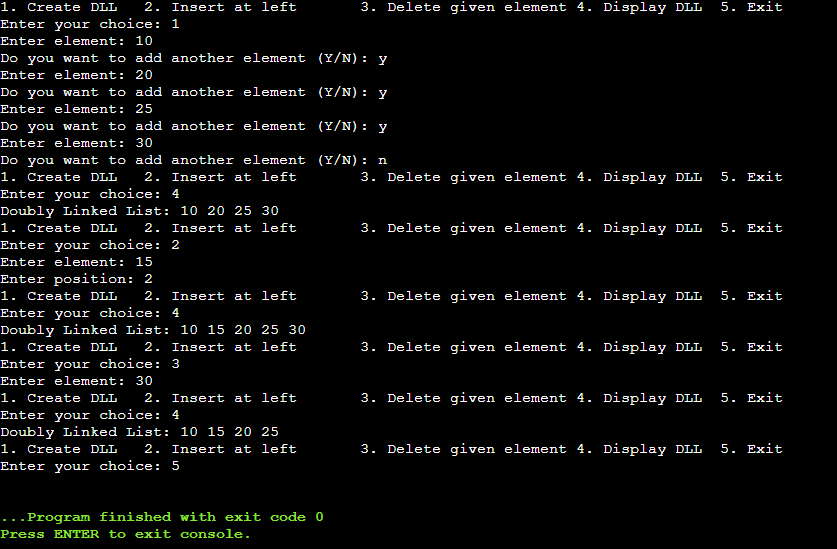 1. Create DLL   2. Insert at left       3. Delete given element 4. Display DLL  5. Exit
Enter your choice: 1
Enter element: 10
Do you want to add another element (Y/N): y
Enter element: 20
Do you want to add another element (Y/N): y
Enter element: 25
Do you want to add another element (Y/N): y
Enter element: 30
Do you want to add another element (Y/N): n
1. Create DLL   2. Insert at left       3. Delete given element 4. Display DLL  5. Exit
Enter your choice: 4
Doubly Linked List: 10 20 25 30
1. Create DLL   2. Insert at left       3. Delete given element 4. Display DLL  5. Exit
Enter your choice: 2
Enter element: 15
Enter position: 2
1. Create DLL   2. Insert at left       3. Delete given element 4. Display DLL  5. Exit
Enter your choice: 4
Doubly Linked List: 10 15 20 25 30
1. Create DLL   2. Insert at left       3. Delete given element 4. Display DLL  5. Exit
Enter your choice: 3
Enter element: 30
1. Create DLL   2. Insert at left       3. Delete given element 4. Display DLL  5. Exit
Enter your choice: 4
Doubly Linked List: 10 15 20 25
1. Create DLL   2. Insert at left       3. Delete given element 4. Display DLL  5. Exit
Enter your choice: 5
...Program finished with exit code 0
Press ENTER to exit console.